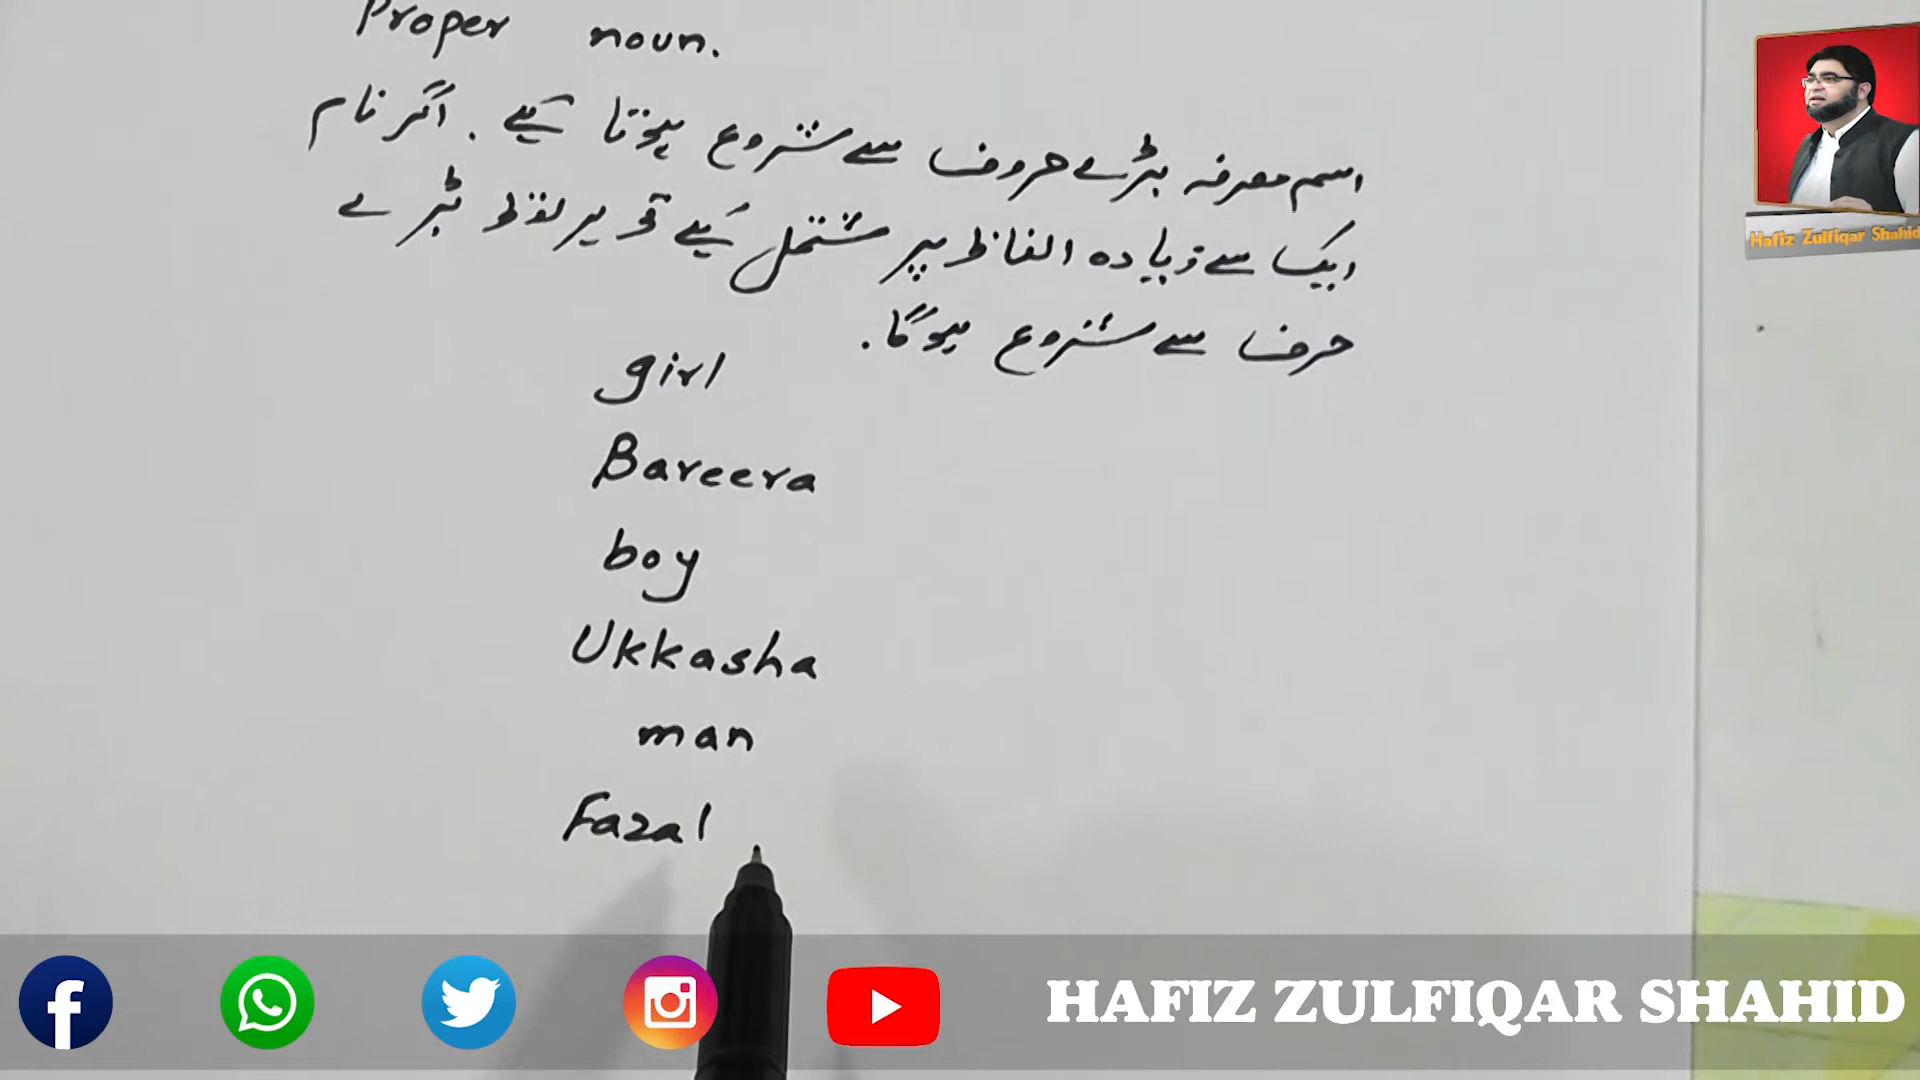 Proper noun.
اسم معرفہ بڑے حروف سے شروع ہوتا ہے. اگر نام
ایک سے زیادہ الفاظ پر مشتمل ہے تو ہر لفظ بڑے
حرف سے شروع ہوگا.
girl
Bareera
boy
Ukkasha
man
Fazal
Hafiz Zulfiqar Shahid
HAFIZ ZULFIQAR SHAHID